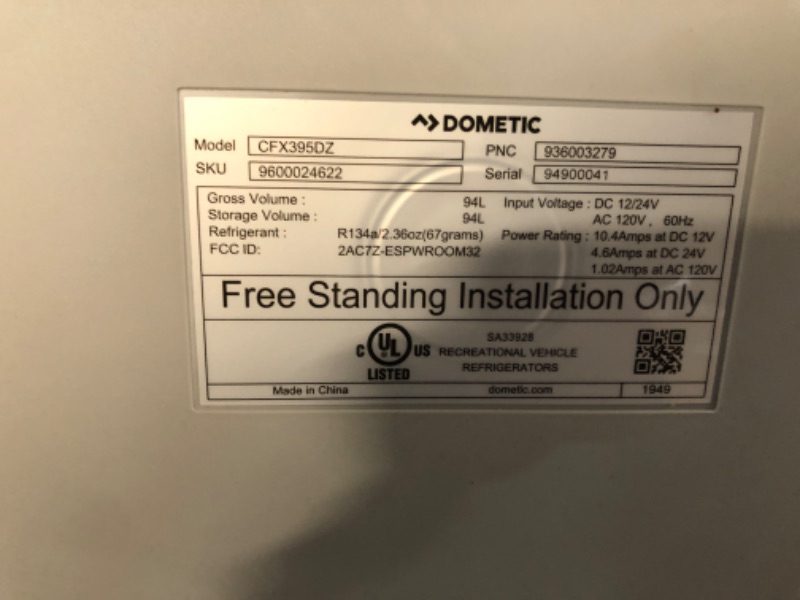 DOMETIC
Model CFX395DZ PNC 936003279
SKU 9600024622 Serial 94900041
Gross Volume : 94L Input Voltage : DC 12/24V
Storage Volume : 94L AC 120V , 60Hz
Refrigerant : R134a/2.36oz(67grams) Power Rating : 10.4Amps at DC 12V
FCC ID: 2AC7Z-ESPWROOM32 4.6Amps at DC 24V
1.02Amps at AC 120V
Free Standing Installation Only
SA33928
C UL US RECREATIONAL VEHICLE
LISTED REFRIGERATORS
Made in China dometic.com 1949